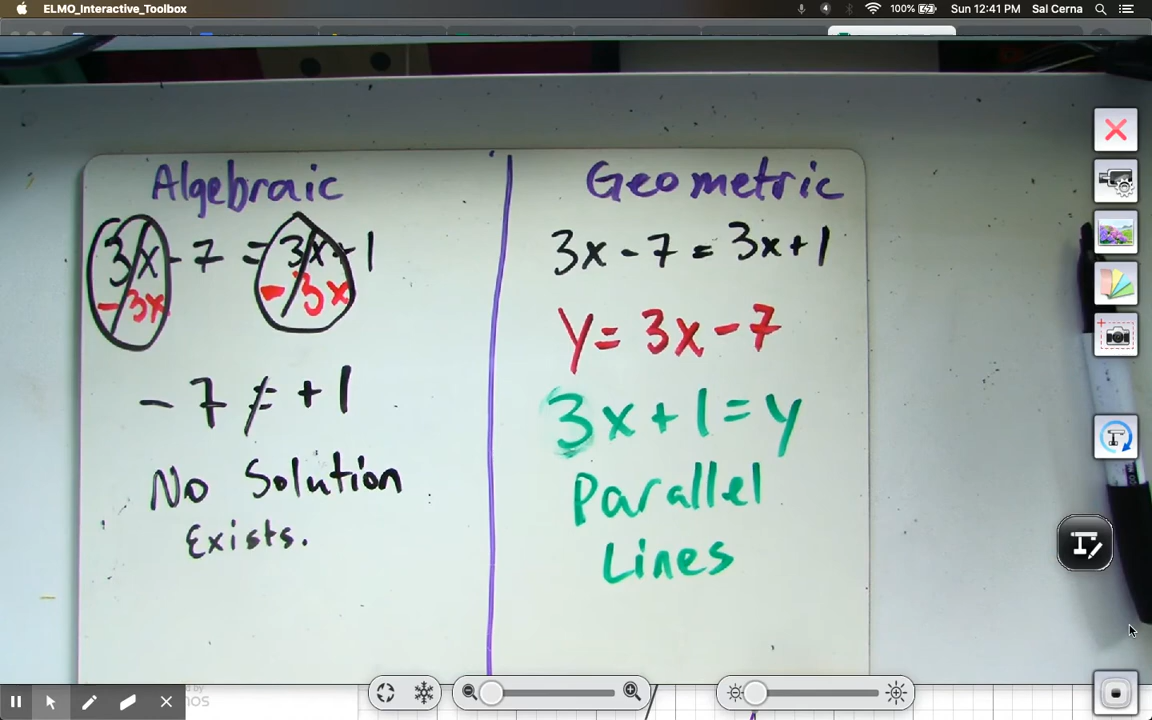 ELMO_Interactive_Toolbox
4
100%
Sun 12:41 PM
Sal Cerna
Algebraic
3x - 7 = 3x + 1
- 3x - 3x
- 7 ≠ + 1
No Solution
Exists.
Geometric
3x - 7 = 3x + 1
y = 3x - 7
3x + 1 = y
Parallel
Lines